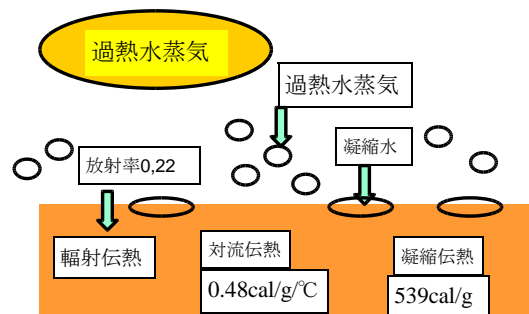 過熱水蒸気
過熱水蒸気
凝縮水
放射率0,22
輻射伝熱
対流伝熱
0.48cal/g/℃
凝縮伝熱
539cal/g